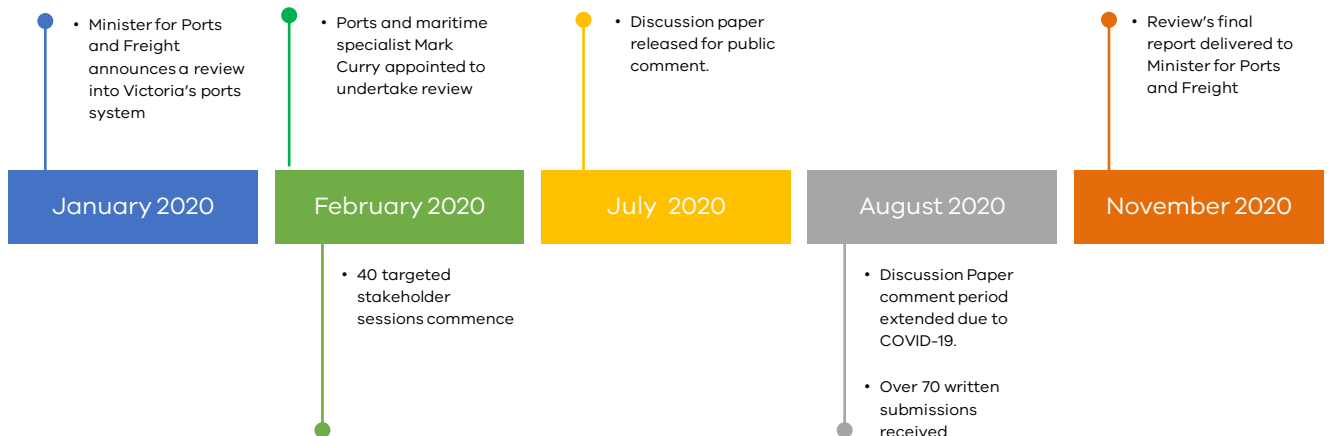 • Minister for Ports
and Freight
announces a review
into Victoria's ports
system
• Ports and maritime
specialist Mark
Curry appointed to
undertake review
• Discussion paper
released for public
comment.
• Review's final
report delivered to
Minister for Ports
and Freight
January 2020
February 2020
July 2020
August 2020
November 2020
• 40 targeted
stakeholder
sessions commence
• Discussion Paper
comment period
extended due to
COVID-19.
• Over 70 written
submissions
received